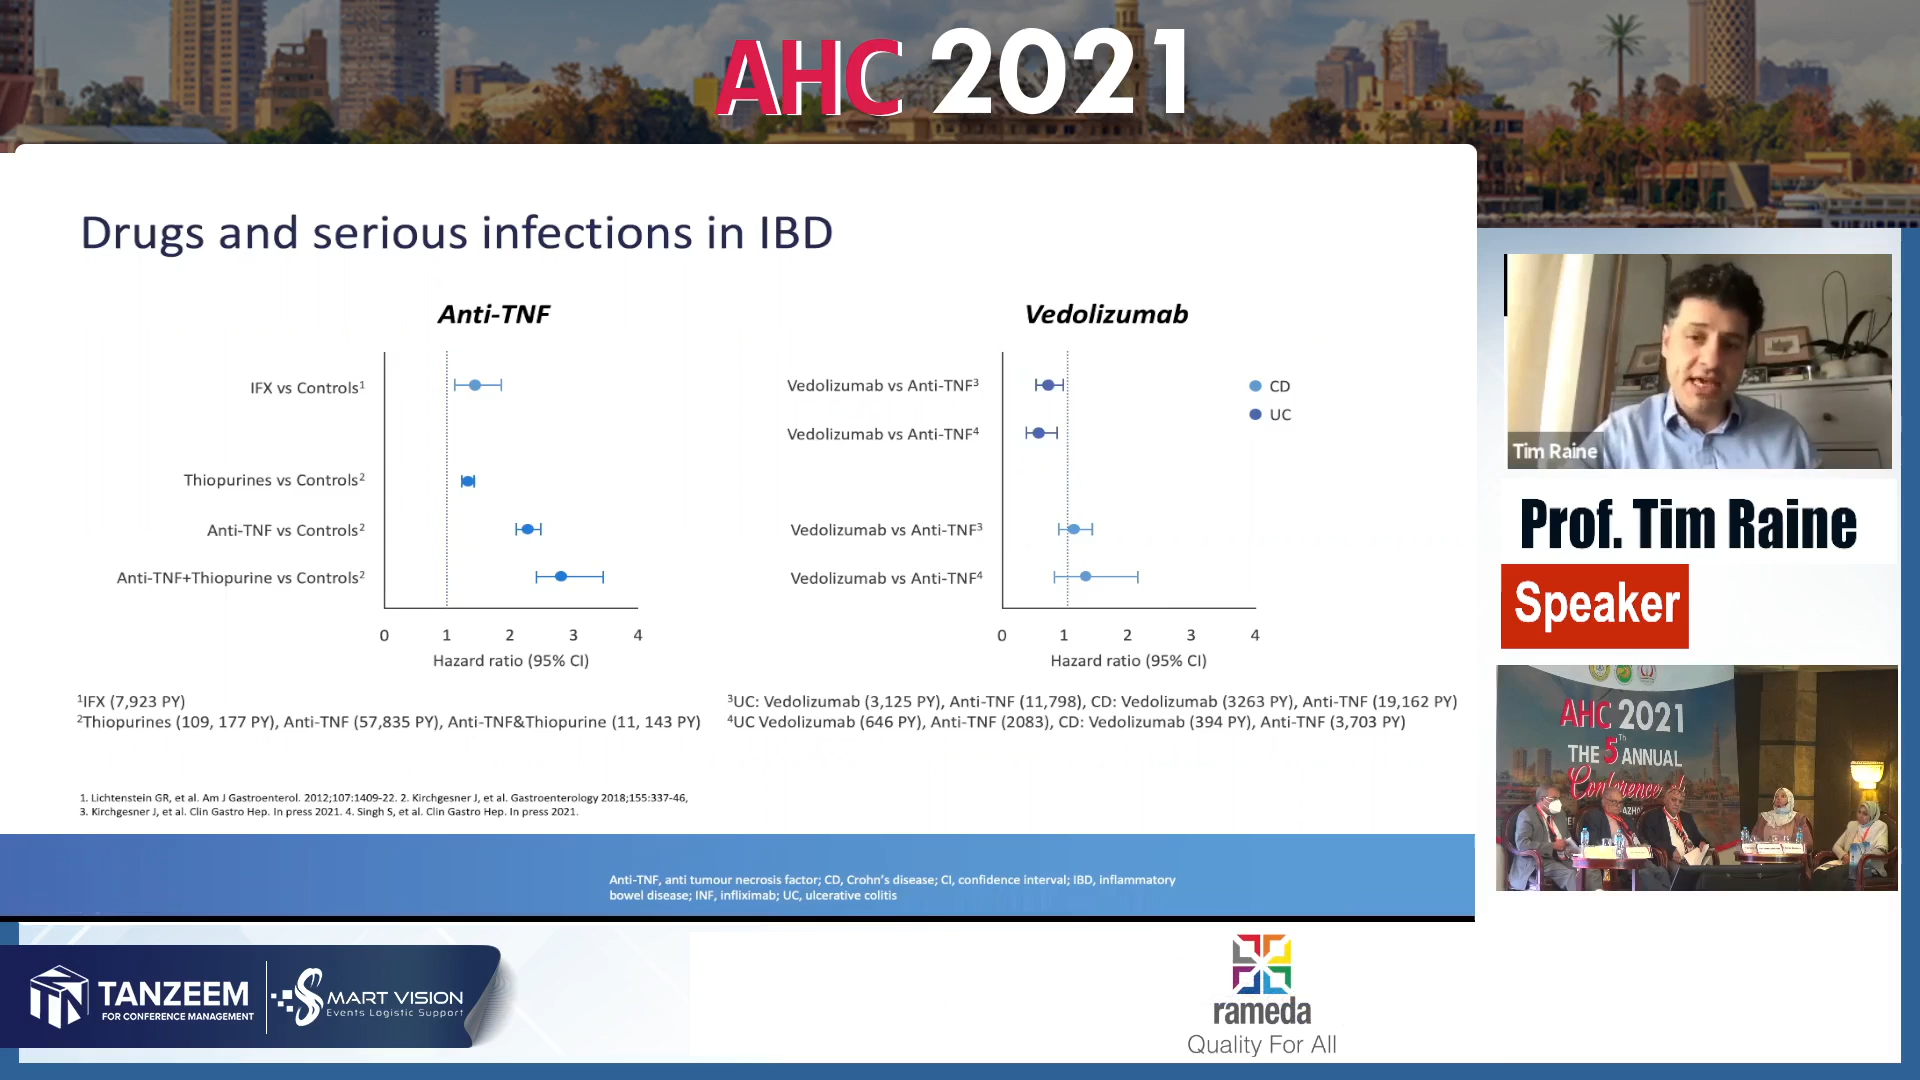 AHC 2021
Drugs and serious infections in IBD
Anti-TNF
IFX vs Controls¹
Thiopurines vs Controls²
Anti-TNF vs Controls²
Anti-TNF+Thiopurine vs Controls²
0 1 2 3 4
Hazard ratio (95% CI)
Vedolizumab
Vedolizumab vs Anti-TNF³
Vedolizumab vs Anti-TNF⁴
Vedolizumab vs Anti-TNF³
Vedolizumab vs Anti-TNF⁴
CD
UC
0 1 2 3 4
Hazard ratio (95% CI)
¹IFX (7,923 PY)
²Thiopurines (109, 177 PY), Anti-TNF (57,835 PY), Anti-TNF&Thiopurine (11, 143 PY)
³UC: Vedolizumab (3,125 PY), Anti-TNF (11,798), CD: Vedolizumab (3263 PY), Anti-TNF (19,162 PY)
⁴UC Vedolizumab (646 PY), Anti-TNF (2083), CD: Vedolizumab (394 PY), Anti-TNF (3,703 PY)
1. Lichtenstein GR, et al. Am J Gastroenterol. 2012;107:1409-22. 2. Kirchgesner J, et al. Gastroenterology 2018;155:337-46,
3. Kirchgesner J, et al. Clin Gastro Hep. In press 2021. 4. Singh S, et al. Clin Gastro Hep. In press 2021.
Anti-TNF, anti tumour necrosis factor; CD, Crohn's disease; CI, confidence interval; IBD, inflammatory
bowel disease; INF, infliximab; UC, ulcerative colitis
Tim Raine
Prof. Tim Raine
Speaker
AHC 2021
THE 5Th ANNUAL
Conference of
TANZEEM
FOR CONFERENCE MANAGEMENT
SMART VISION
Events Logistic Support
rameda
Quality For All